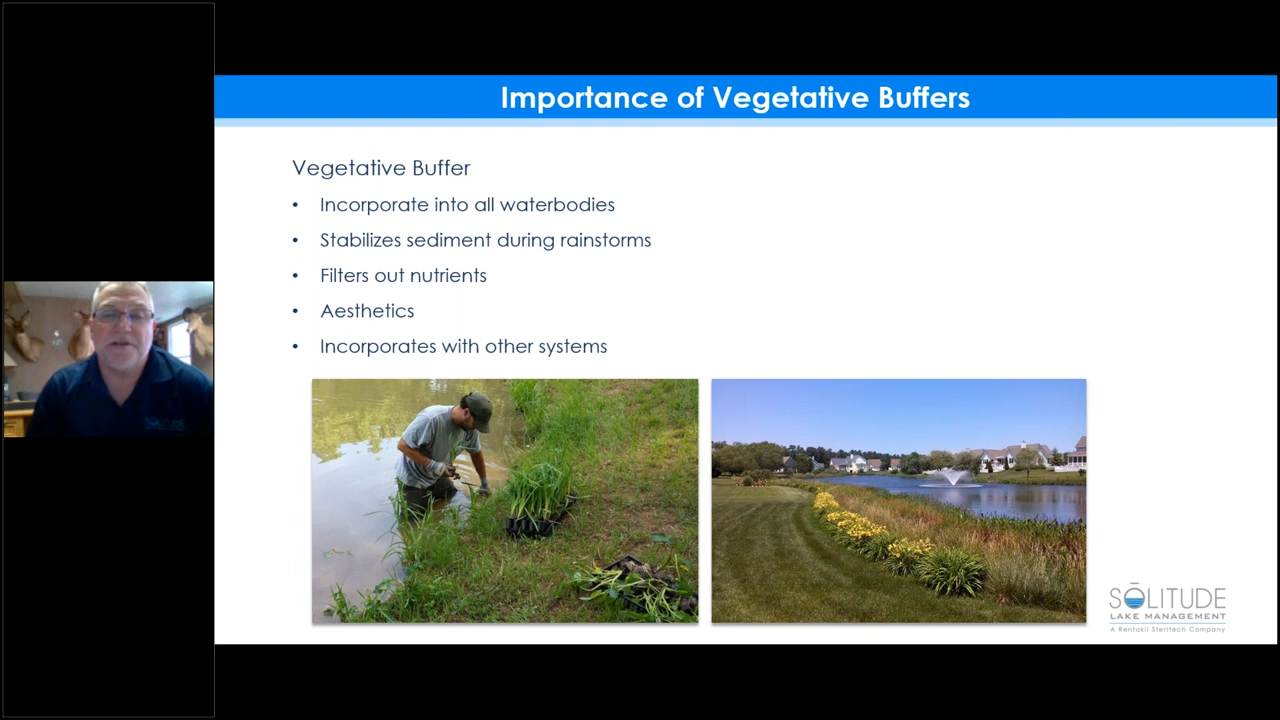 Importance of Vegetative Buffers
Vegetative Buffer
• Incorporate into all waterbodies
• Stabilizes sediment during rainstorms
• Filters out nutrients
• Aesthetics
• Incorporates with other systems
SŌLITUDE
LAKE MANAGEMENT
A Rentokil Steritech Company
SOLITUDE